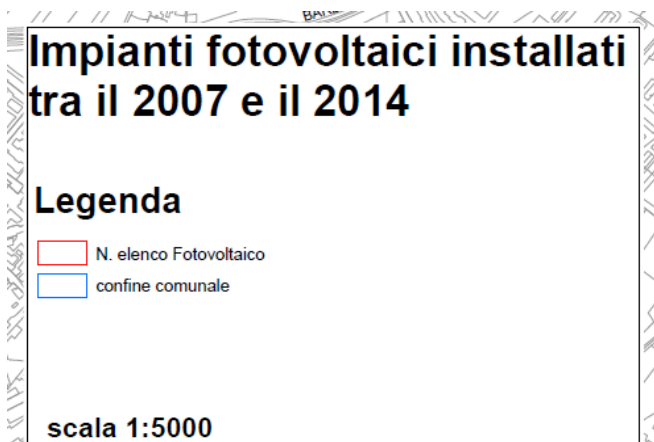 Impianti fotovoltaici installati
tra il 2007 e il 2014
Legenda
N. elenco Fotovoltaico
confine comunale
scala 1:5000